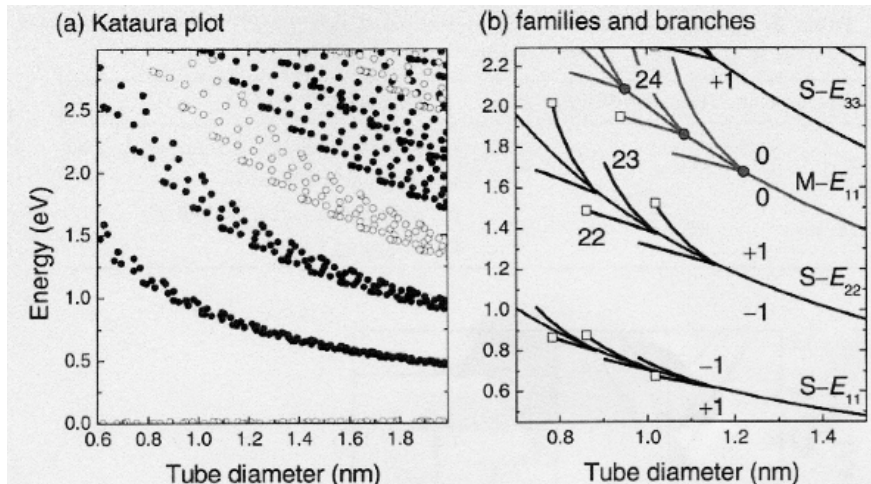 (a) Kataura plot
3.0
2.5
2.0
1.5
1.0
0.5
0.0
Energy (eV)
0.6 0.8 1.0 1.2 1.4 1.6 1.8
Tube diameter (nm)
(b) families and branches
2.2
2.0
1.8
1.6
1.4
1.2
1.0
0.8
0.6
24
+1
S–E33
0
M–E11
0
23
22
+1
S–E22
−1
−1
S–E11
+1
0.8 1.0 1.2 1.4
Tube diameter (nm)